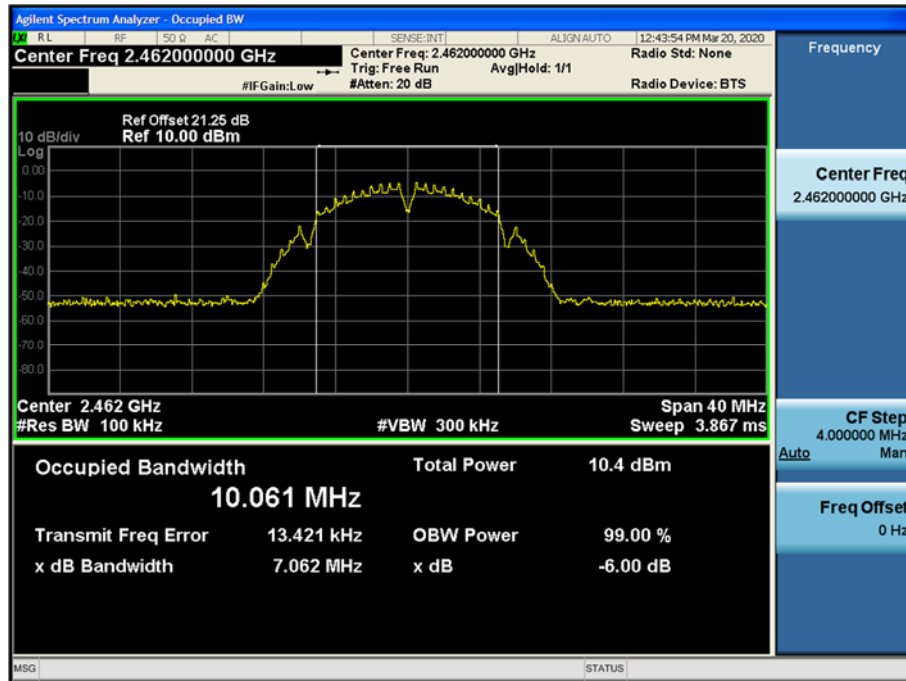 Agilent Spectrum Analyzer - Occupied BW
LXI RL RF 50 Ω AC SENSE:INT ALIGN AUTO 12:43:54 PM Mar 20, 2020
Center Freq 2.462000000 GHz
Center Freq: 2.462000000 GHz
Radio Std: None
Trig: Free Run
Avg|Hold: 1/1
#IFGain:Low
#Atten: 20 dB
Radio Device: BTS
Frequency
Ref Offset 21.25 dB
10 dB/div
Ref 10.00 dBm
Log
0.00
-10.0
-20.0
-30.0
-40.0
-50.0
-60.0
-70.0
-80.0
Center 2.462 GHz
Span 40 MHz
#Res BW 100 kHz
#VBW 300 kHz
Sweep 3.867 ms
Occupied Bandwidth
10.061 MHz
Total Power 10.4 dBm
Transmit Freq Error 13.421 kHz
OBW Power 99.00 %
x dB Bandwidth 7.062 MHz
x dB -6.00 dB
Center Freq
2.462000000 GHz
CF Step
4.000000 MHz
Auto Man
Freq Offset
0 Hz
MSG
STATUS